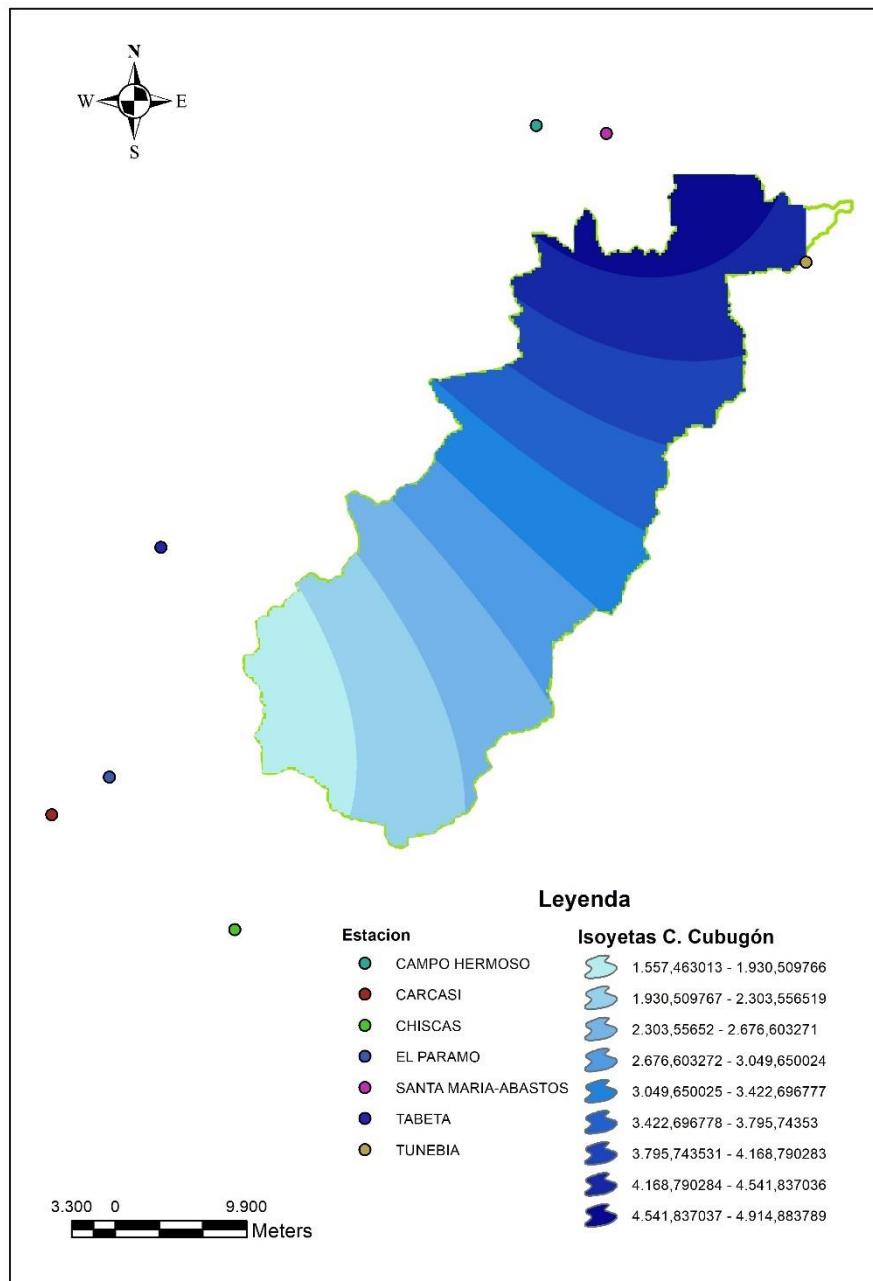 N
W E
S
Leyenda
Estacion
CAMPO HERMOSO
CARCASI
CHISCAS
EL PARAMO
SANTA MARIA-ABASTOS
TABETA
TUNEBIA
Isoyetas C. Cubugón
1.557,463013 - 1.930,509766
1.930,509767 - 2.303,556519
2.303,55652 - 2.676,603271
2.676,603272 - 3.049,650024
3.049,650025 - 3.422,696777
3.422,696778 - 3.795,74353
3.795,743531 - 4.168,790283
4.168,790284 - 4.541,837036
4.541,837037 - 4.914,883789
3.300 0 9.900
Meters